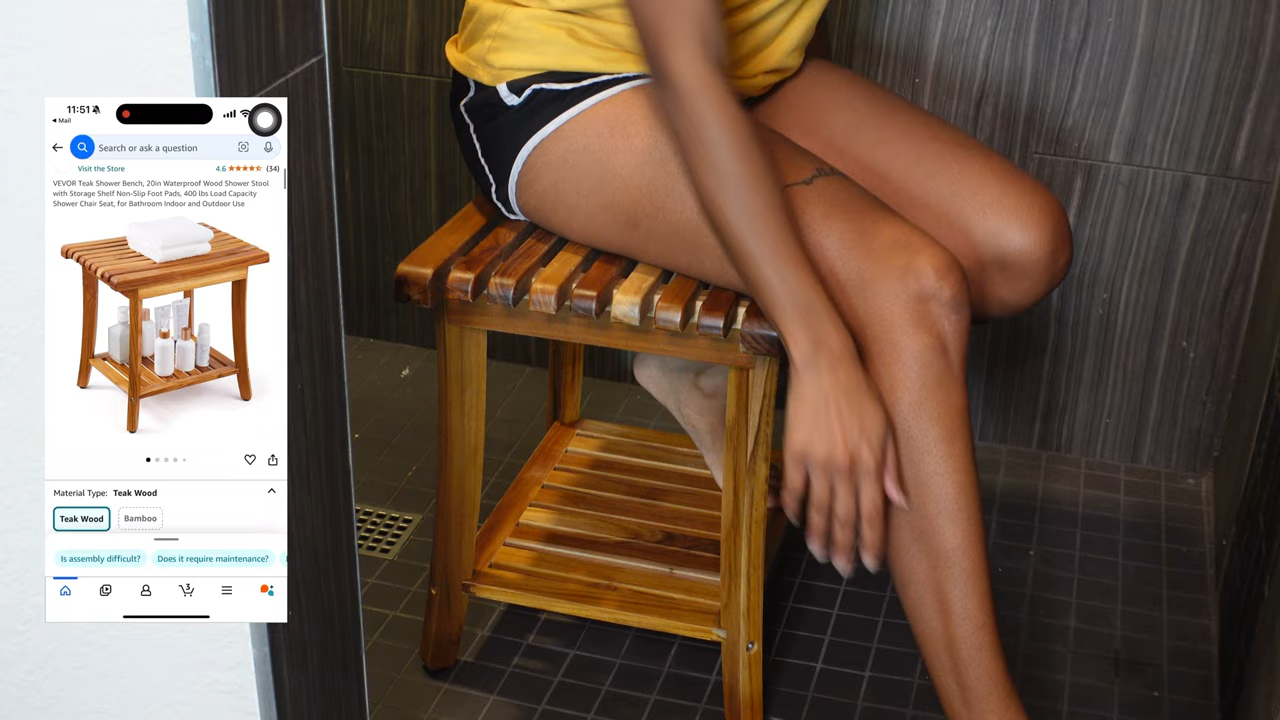 11:51
◀ Mail
Search or ask a question
Visit the Store
4.6 (34)
VEVOR Teak Shower Bench, 20in Waterproof Wood Shower Stool
with Storage Shelf Non-Slip Foot Pads, 400 lbs Load Capacity
Shower Chair Seat, for Bathroom Indoor and Outdoor Use
Material Type: Teak Wood
Teak Wood
Bamboo
Is assembly difficult?
Does it require maintenance?
3